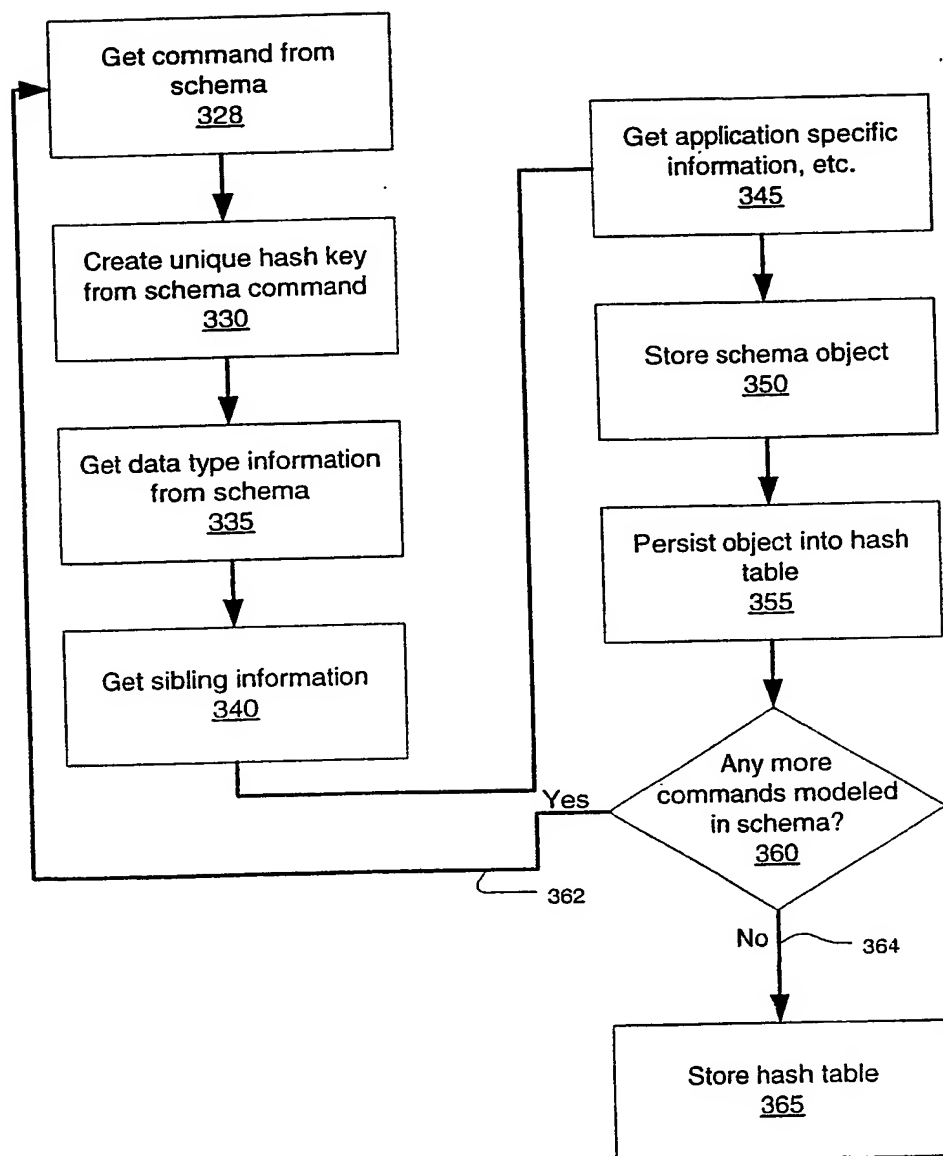 Get command from
schema
328
Create unique hash key
from schema command
330
Get data type information
from schema
335
Get sibling information
340
Get application specific
information, etc.
345
Store schema object
350
Persist object into hash
table
355
Any more
commands modeled
in schema?
360
Yes
362
No
364
Store hash table
365